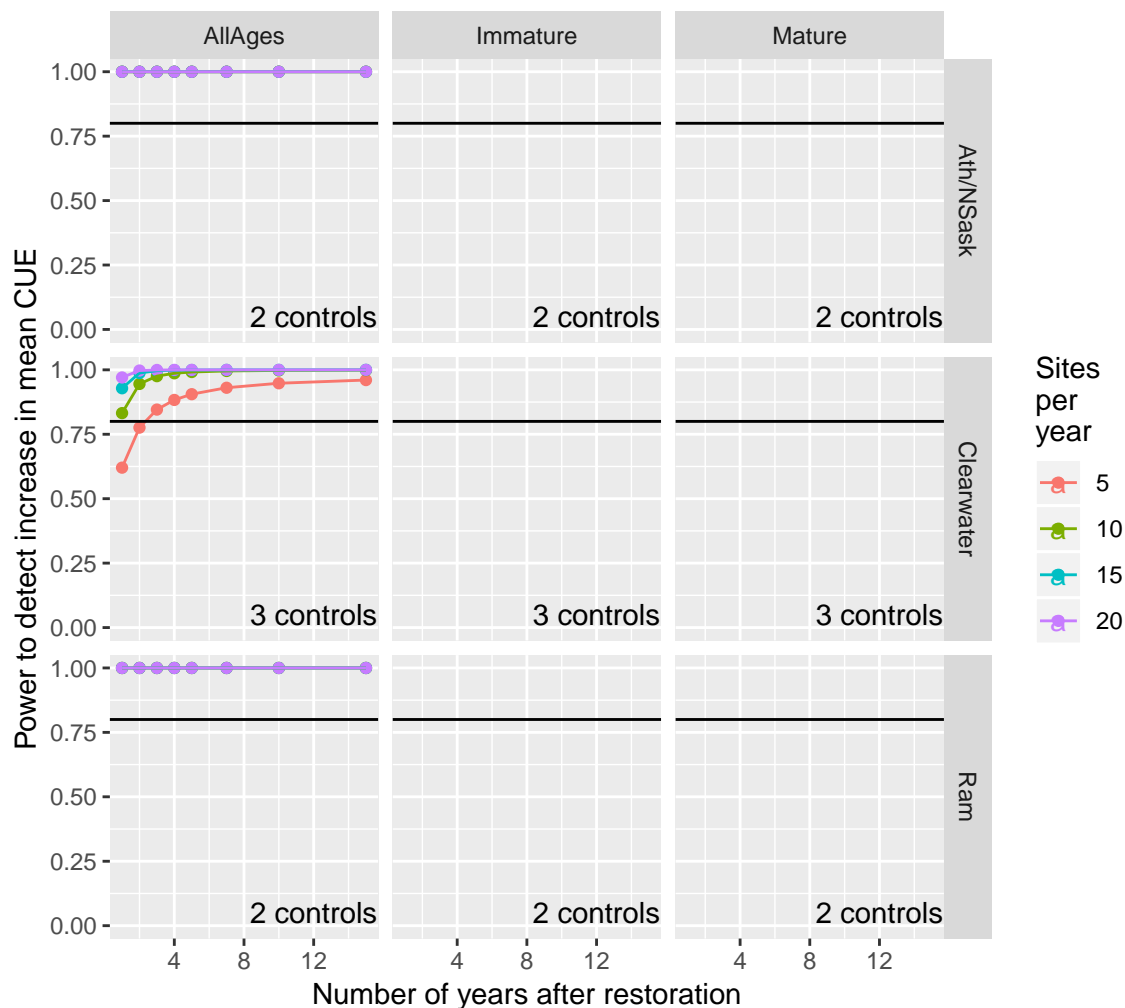 AllAges Immature Mature
1.00
0.75
0.50
0.25
0.00
2 controls 2 controls 2 controls
Ath/NSask
1.00
0.75
0.50
0.25
0.00
3 controls 3 controls 3 controls
Clearwater
1.00
0.75
0.50
0.25
0.00
2 controls 2 controls 2 controls
Ram
4 8 12 4 8 12 4 8 12
Number of years after restoration
Power to detect increase in mean CUE
Sites
per
year
a 5
a 10
a 15
a 20